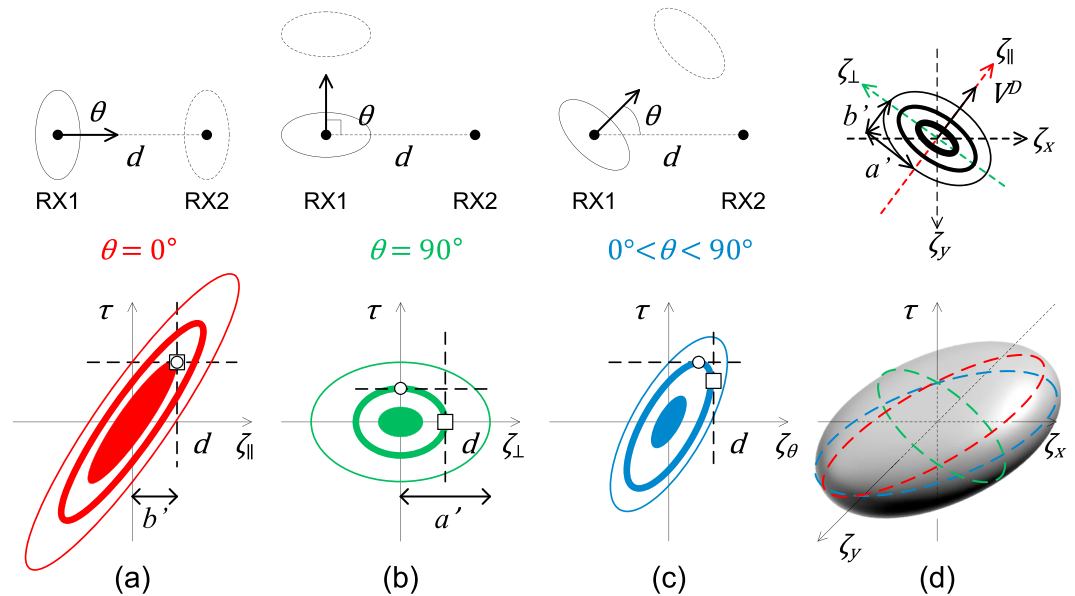 θ
d
RX1 RX2
θ = 0°
τ
d
ζ∥
b’
(a)
θ
d
RX1 RX2
θ = 90°
τ
d
ζ⊥
a’
(b)
θ
d
RX1 RX2
0° < θ < 90°
τ
d
ζθ
(c)
ζ⊥
ζ∥
V^D
b’
a’
ζx
ζy
τ
ζx
ζy
(d)